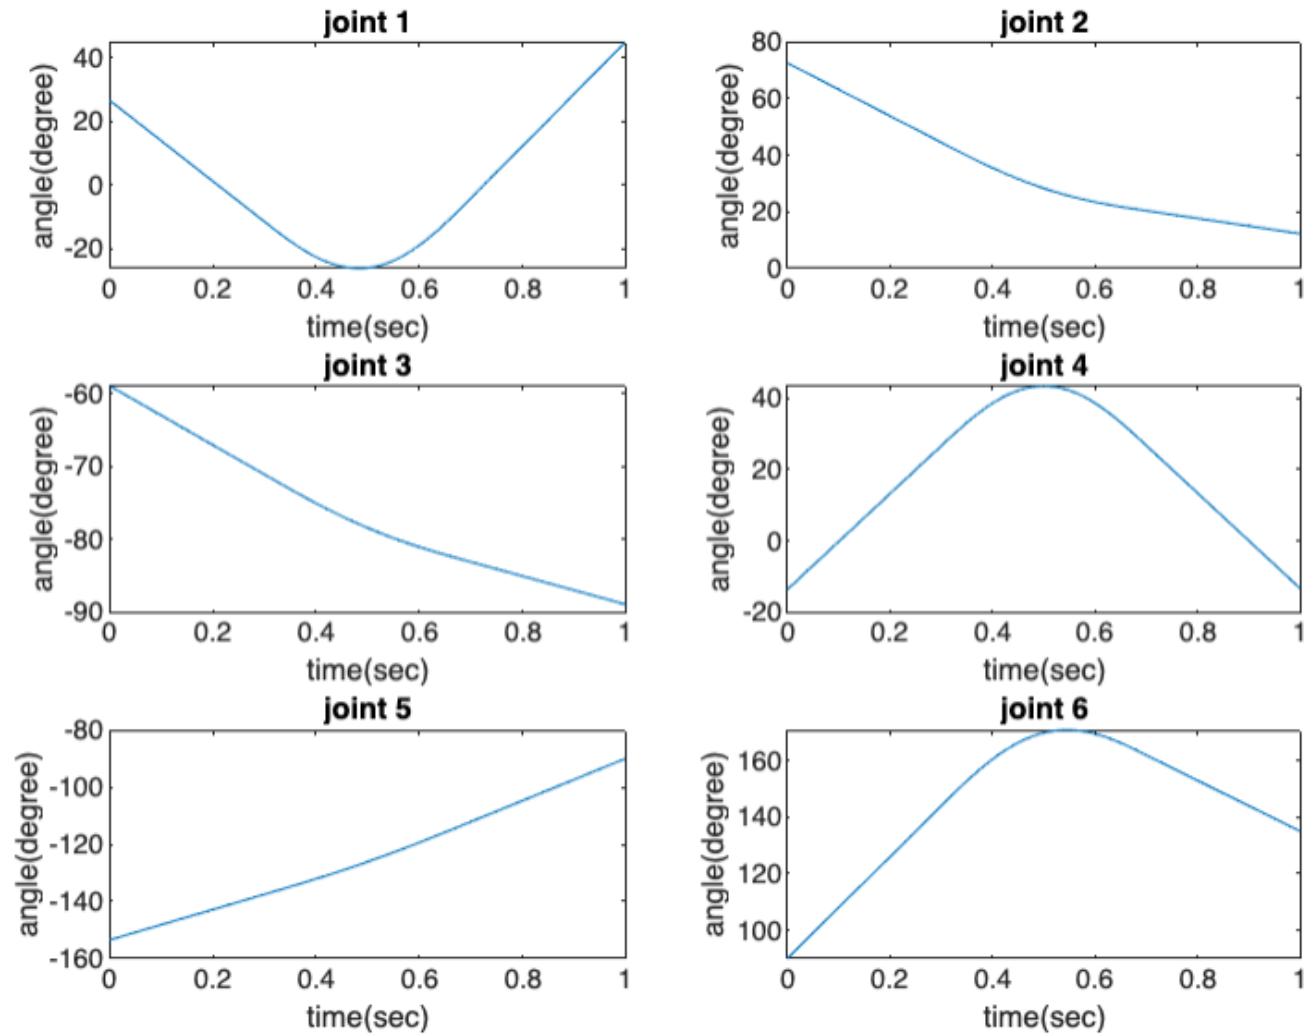 joint 1
angle(degree)
40
20
0
-20
0 0.2 0.4 0.6 0.8 1
time(sec)
joint 2
angle(degree)
80
60
40
20
0
0 0.2 0.4 0.6 0.8 1
time(sec)
joint 3
angle(degree)
-60
-70
-80
-90
0 0.2 0.4 0.6 0.8 1
time(sec)
joint 4
angle(degree)
40
20
0
-20
0 0.2 0.4 0.6 0.8 1
time(sec)
joint 5
angle(degree)
-80
-100
-120
-140
-160
0 0.2 0.4 0.6 0.8 1
time(sec)
joint 6
angle(degree)
160
140
120
100
0 0.2 0.4 0.6 0.8 1
time(sec)